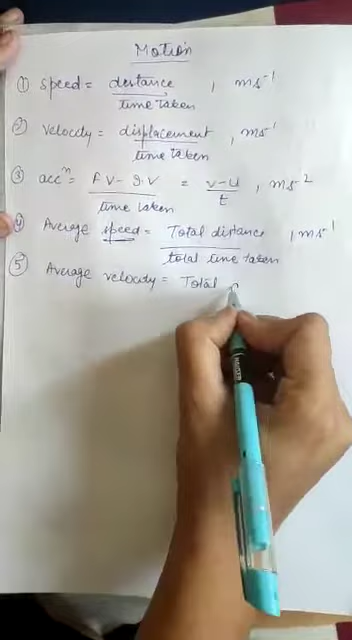 Motion
① Speed = distance / time taken , ms⁻¹
② Velocity = displacement / time taken , ms⁻¹
③ accⁿ = F.V - I.V / time taken = v-u / t , ms⁻²
④ Average speed = Total distance / total time taken , ms⁻¹
⑤ Average velocity = Total